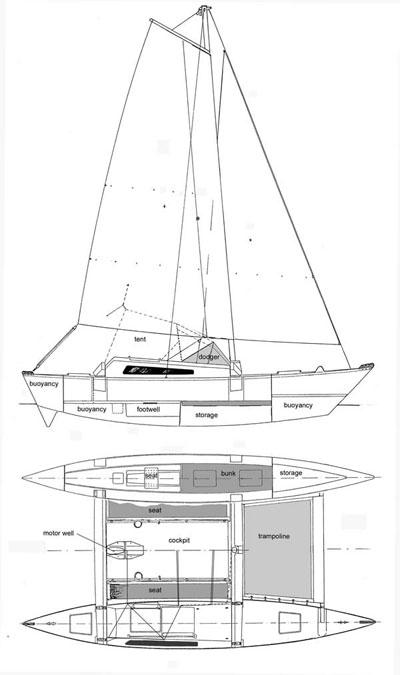 tent
dodger
buoyancy
buoyancy
footwell
storage
buoyancy
seat
bunk
storage
seat
motor well
cockpit
trampoline
seat